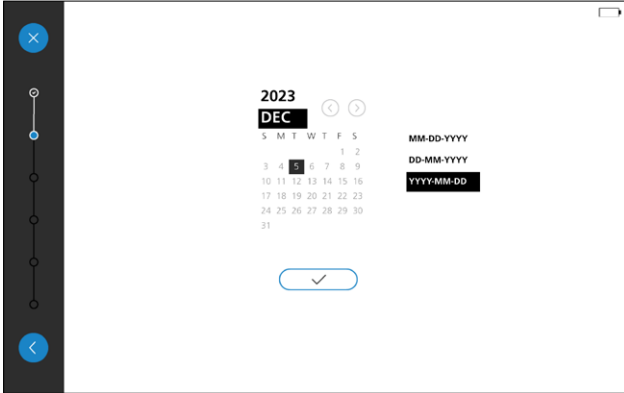 2023
DEC
S M T W T F S
1 2
3 4 5 6 7 8 9
10 11 12 13 14 15 16
17 18 19 20 21 22 23
24 25 26 27 28 29 30
31
MM-DD-YYYY
DD-MM-YYYY
YYYY-MM-DD